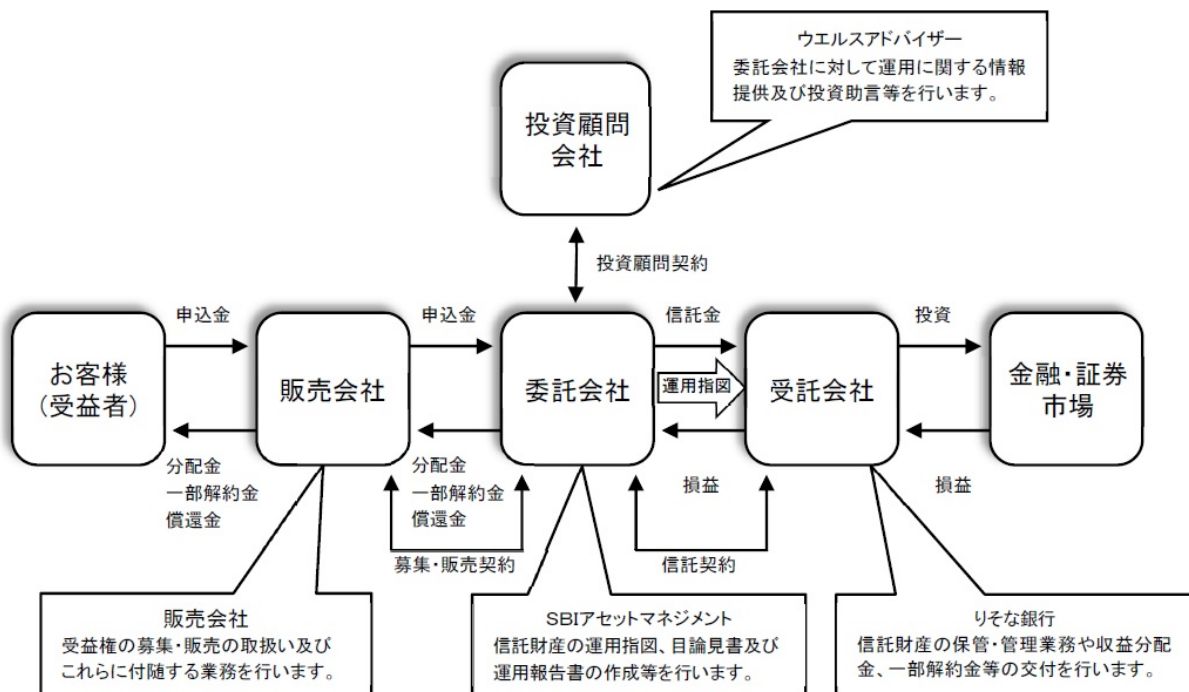 ウエルスアドバイザー
委託会社に対して運用に関する情報
提供及び投資助言等を行います。
投資顧問
会社
投資顧問契約
申込金
申込金
信託金
投資
お客様
(受益者)
販売会社
委託会社
運用指図
受託会社
金融・証券
市場
分配金
一部解約金
償還金
分配金
一部解約金
償還金
損益
損益
募集・販売契約
信託契約
販売会社
受益権の募集・販売の取扱い及び
これらに付随する業務を行います。
SBIアセットマネジメント
信託財産の運用指図、目論見書及び
運用報告書の作成等を行います。
りそな銀行
信託財産の保管・管理業務や収益分配
金、一部解約金等の交付を行います。